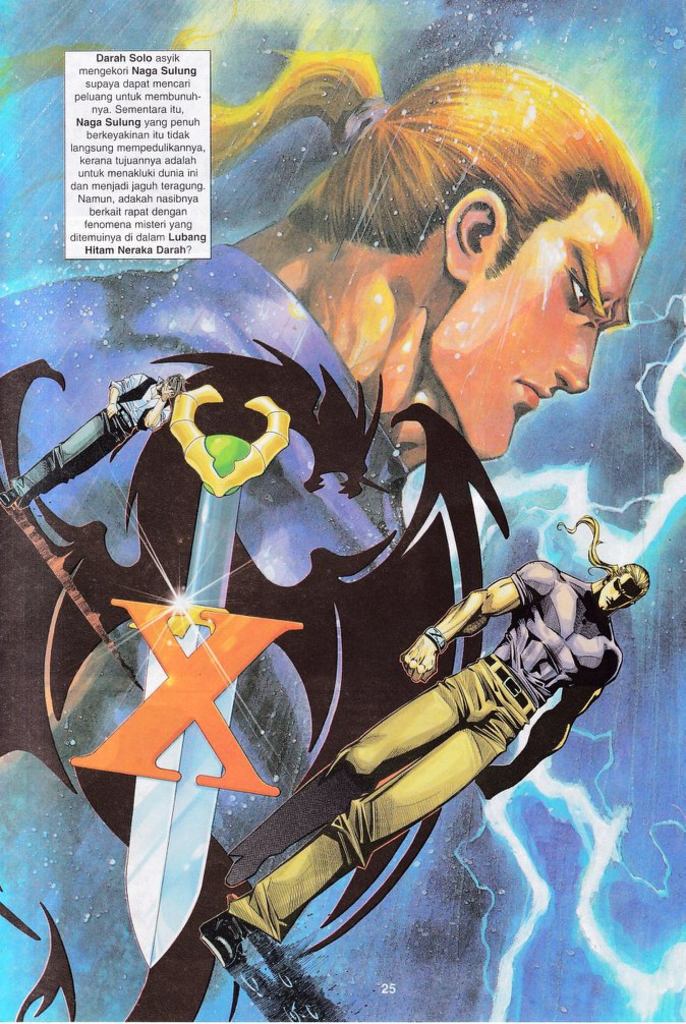 Darah Solo asyik
mengekori Naga Sulung
supaya dapat mencari
peluang untuk membunuh-
nya. Sementara itu,
Naga Sulung yang penuh
berkeyakinan itu tidak
langsung mempedulikannya,
kerana tujuannya adalah
untuk menakluki dunia ini
dan menjadi jaguh teragung.
Namun, adakah nasibnya
berkait rapat dengan
fenomena misteri yang
ditemuinya di dalam Lubang
Hitam Neraka Darah?
X
25